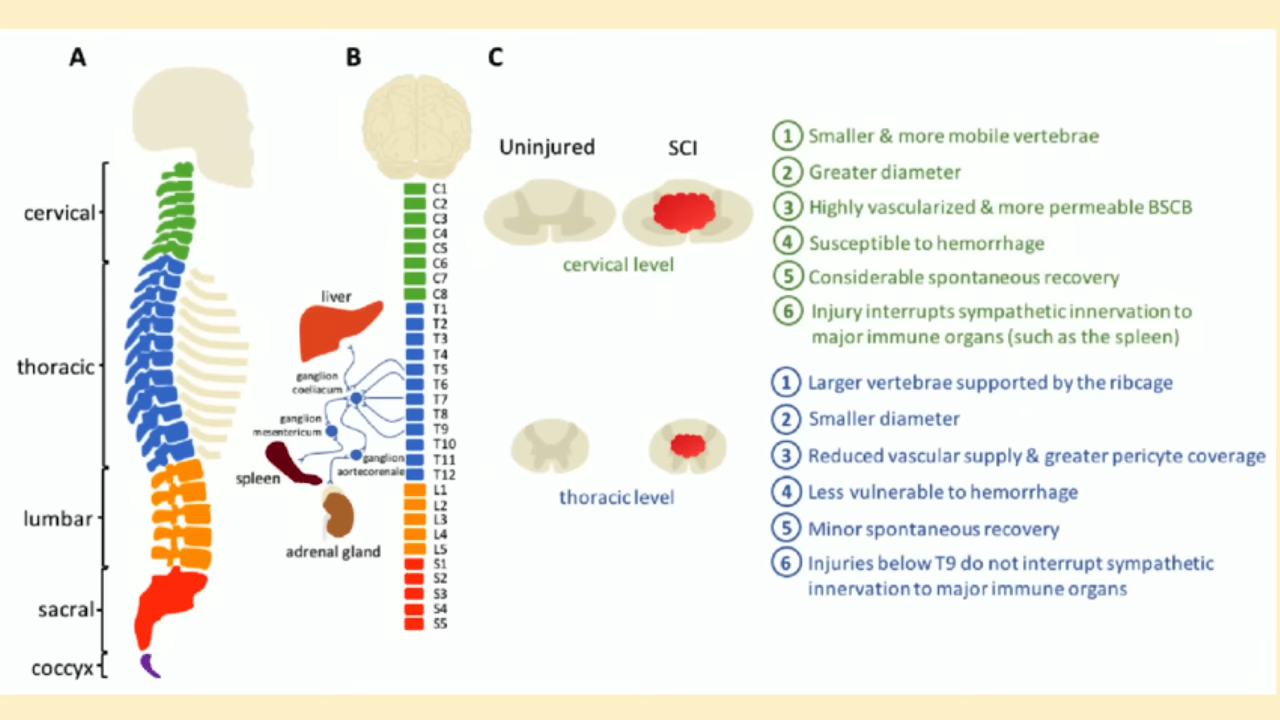 A
B
C
cervical
thoracic
lumbar
sacral
coccyx
liver
ganglion
coeliacum
ganglion
mesentericum
ganglion
aortecorenale
spleen
adrenal gland
C1
C2
C3
C4
C5
C6
C7
C8
T1
T2
T3
T4
T5
T6
T7
T8
T9
T10
T11
T12
L1
L2
L3
L4
L5
S1
S2
S3
S4
S5
Uninjured
SCI
cervical level
thoracic level
1 Smaller & more mobile vertebrae
2 Greater diameter
3 Highly vascularized & more permeable BSCB
4 Susceptible to hemorrhage
5 Considerable spontaneous recovery
6 Injury interrupts sympathetic innervation to
major immune organs (such as the spleen)
1 Larger vertebrae supported by the ribcage
2 Smaller diameter
3 Reduced vascular supply & greater pericyte coverage
4 Less vulnerable to hemorrhage
5 Minor spontaneous recovery
6 Injuries below T9 do not interrupt sympathetic
innervation to major immune organs